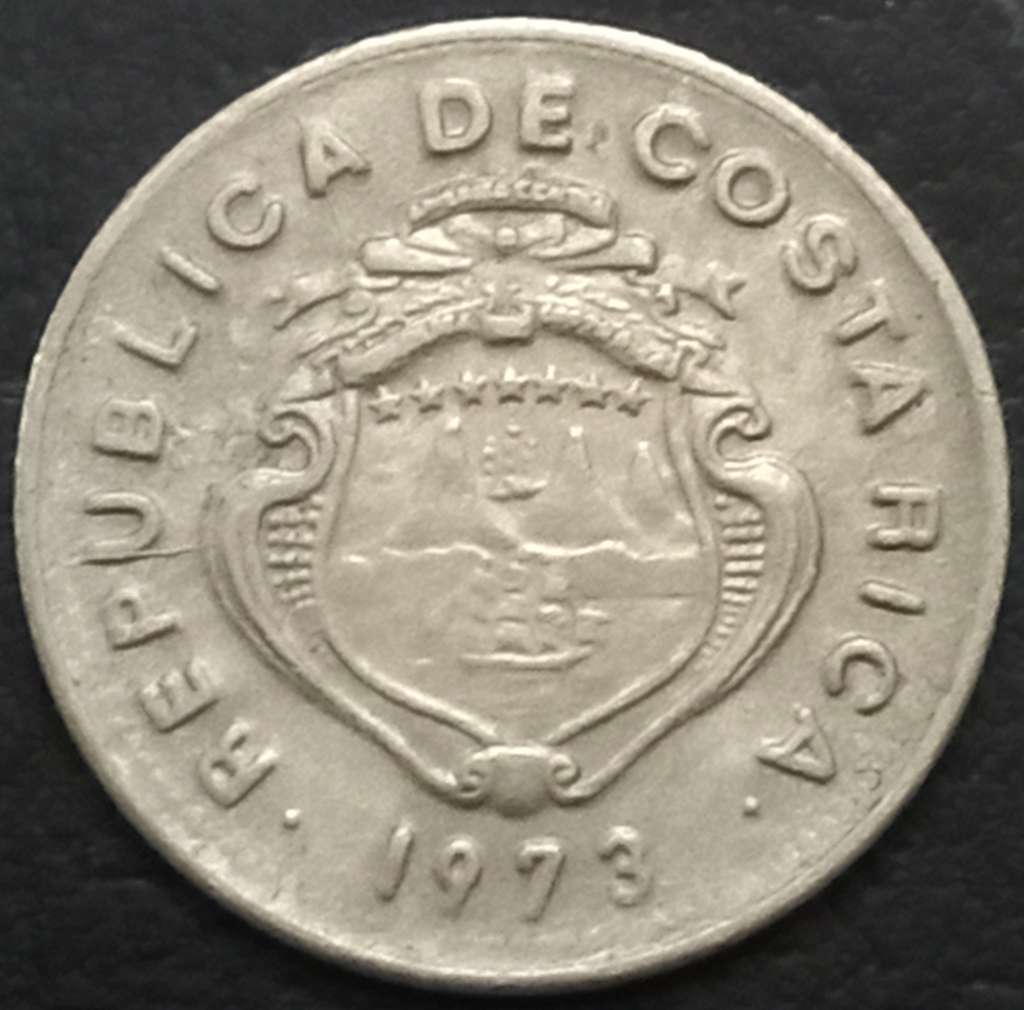 REPUBLICA DE COSTA RICA
1973